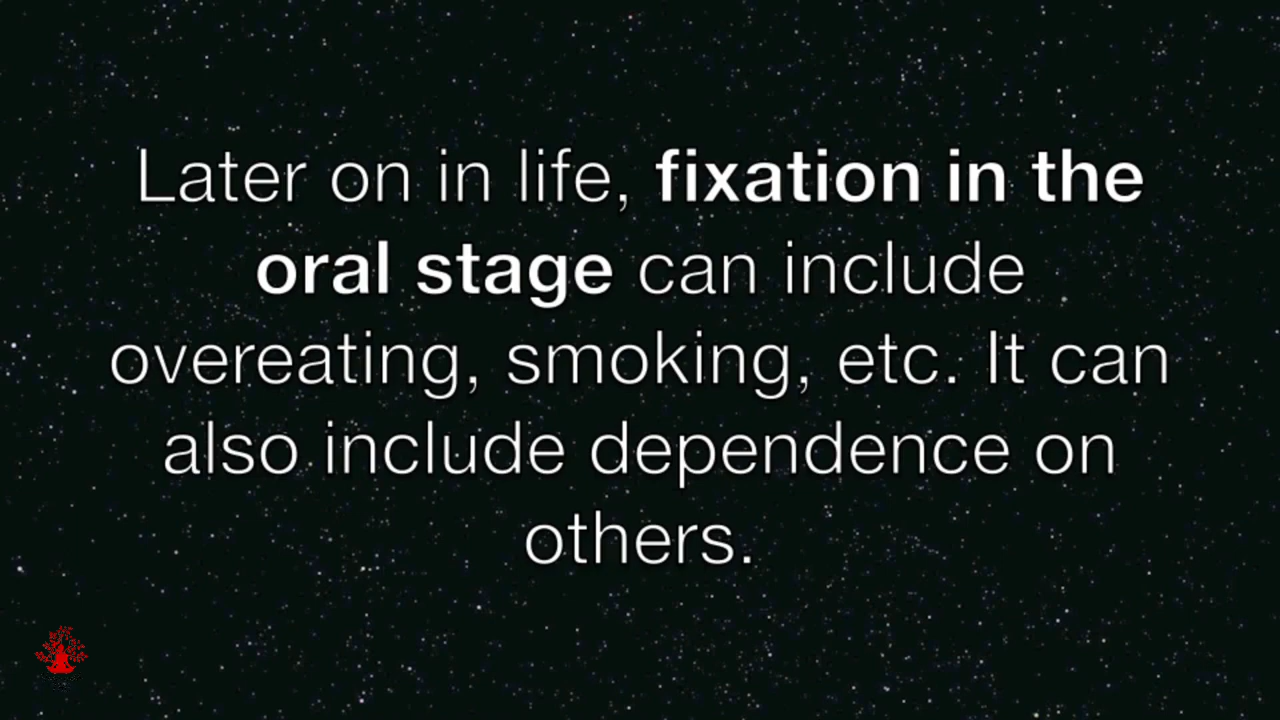 Later on in life, fixation in the
oral stage can include
overeating, smoking, etc. It can
also include dependence on
others.